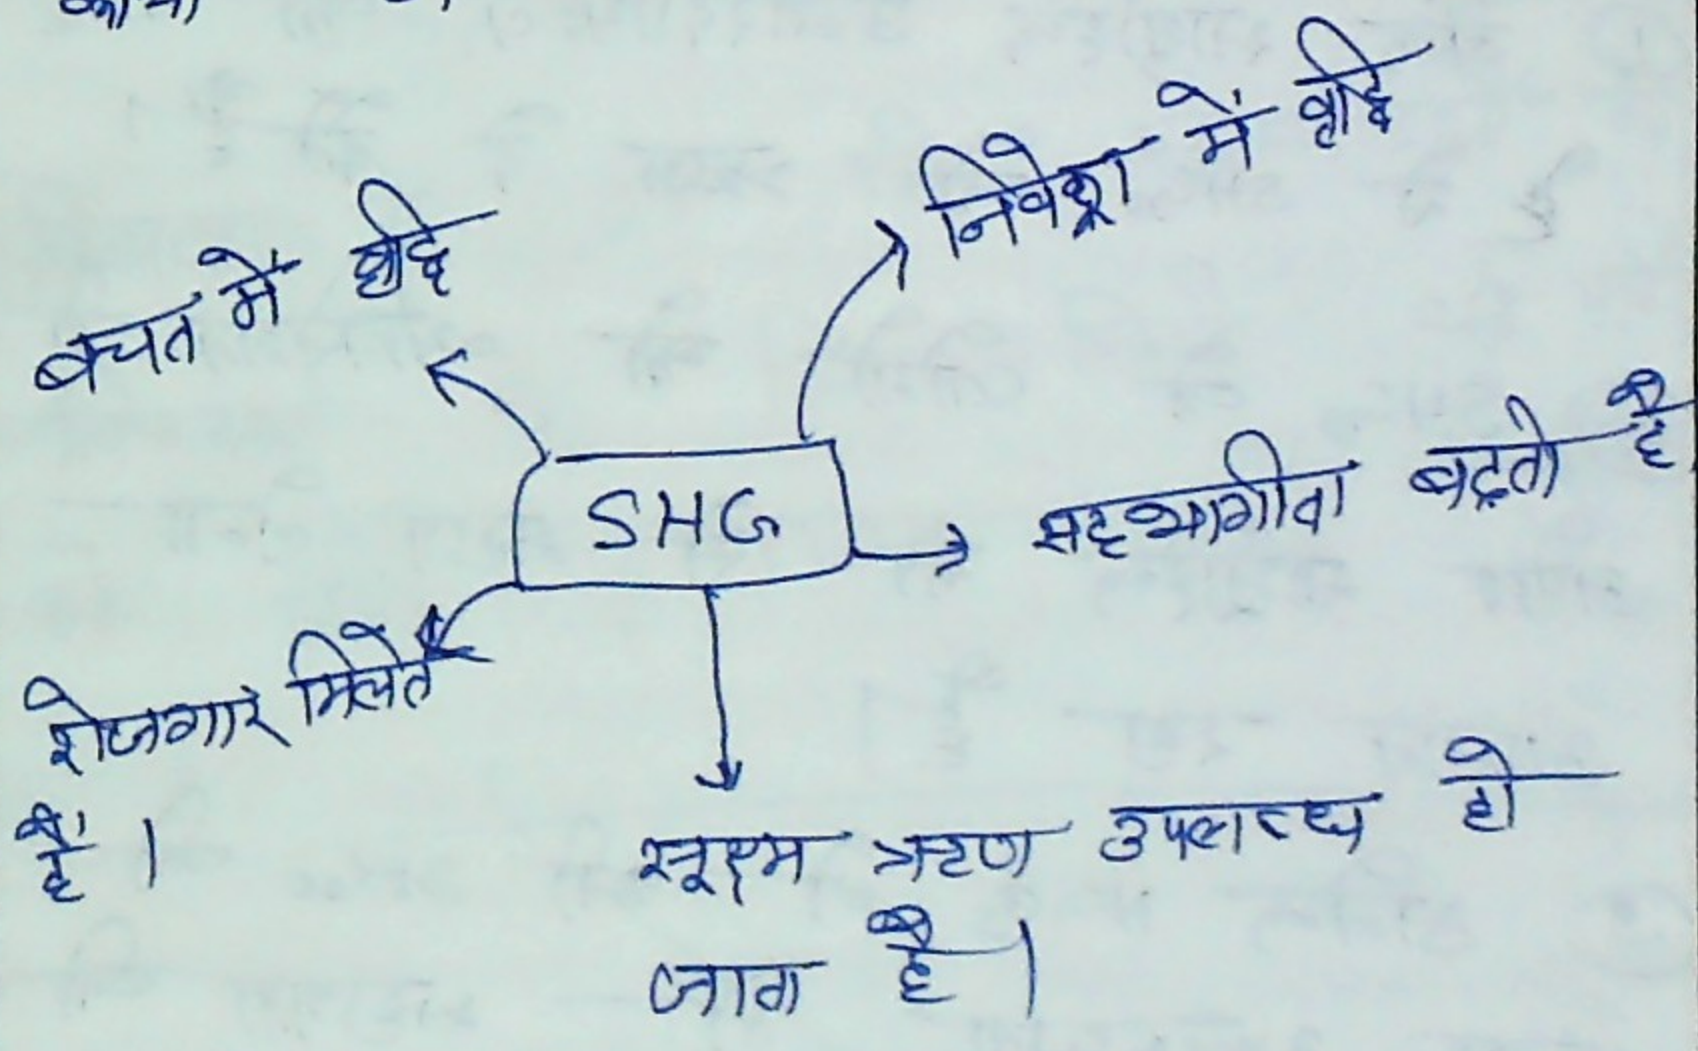 निवेश में वृद्धि
बचत में वृद्धि
SHG
सहभागीता बढ़ती है
रोजगार मिलते
हैं।
सूक्ष्म ऋण उपलब्ध हो
जाता है।